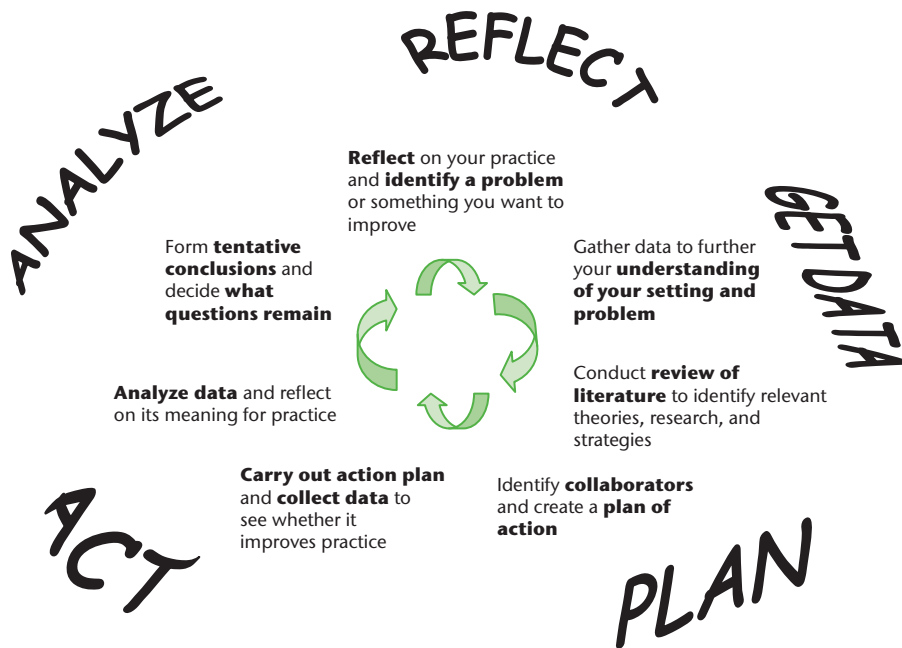 REFLECT
Reflect on your practice
and identify a problem
or something you want to
improve
GET DATA
Gather data to further
your understanding
of your setting and
problem
Conduct review of
literature to identify relevant
theories, research, and
strategies
PLAN
Identify collaborators
and create a plan of
action
ACT
Carry out action plan
and collect data to
see whether it
improves practice
ANALYZE
Analyze data and reflect
on its meaning for practice
Form tentative
conclusions and
decide what
questions remain